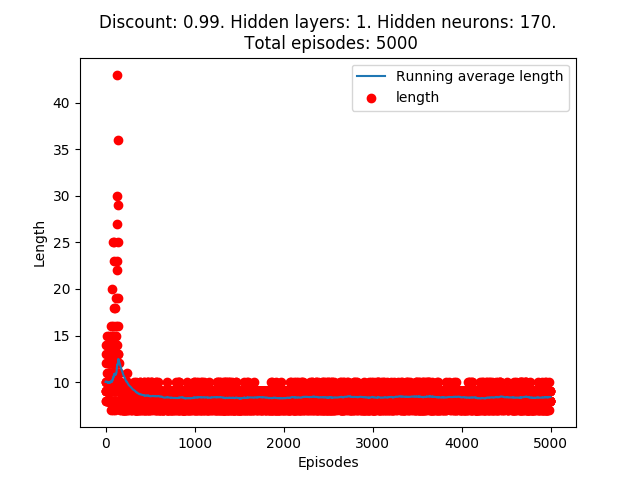 Discount: 0.99. Hidden layers: 1. Hidden neurons: 170.
Total episodes: 5000
Running average length
length
40
35
30
25
20
15
10
Length
0 1000 2000 3000 4000 5000
Episodes